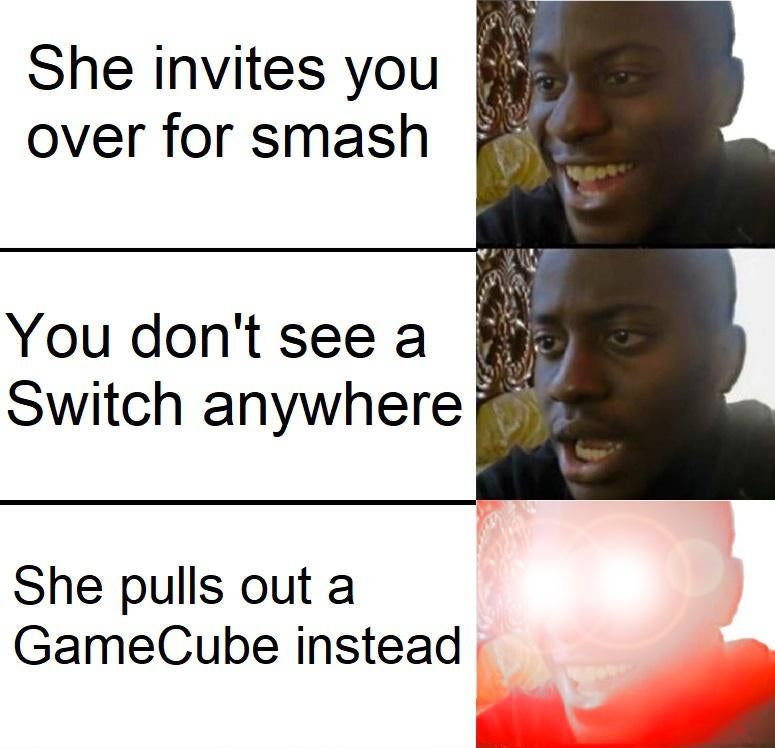 She invites you
over for smash
You don't see a
Switch anywhere
She pulls out a
GameCube instead